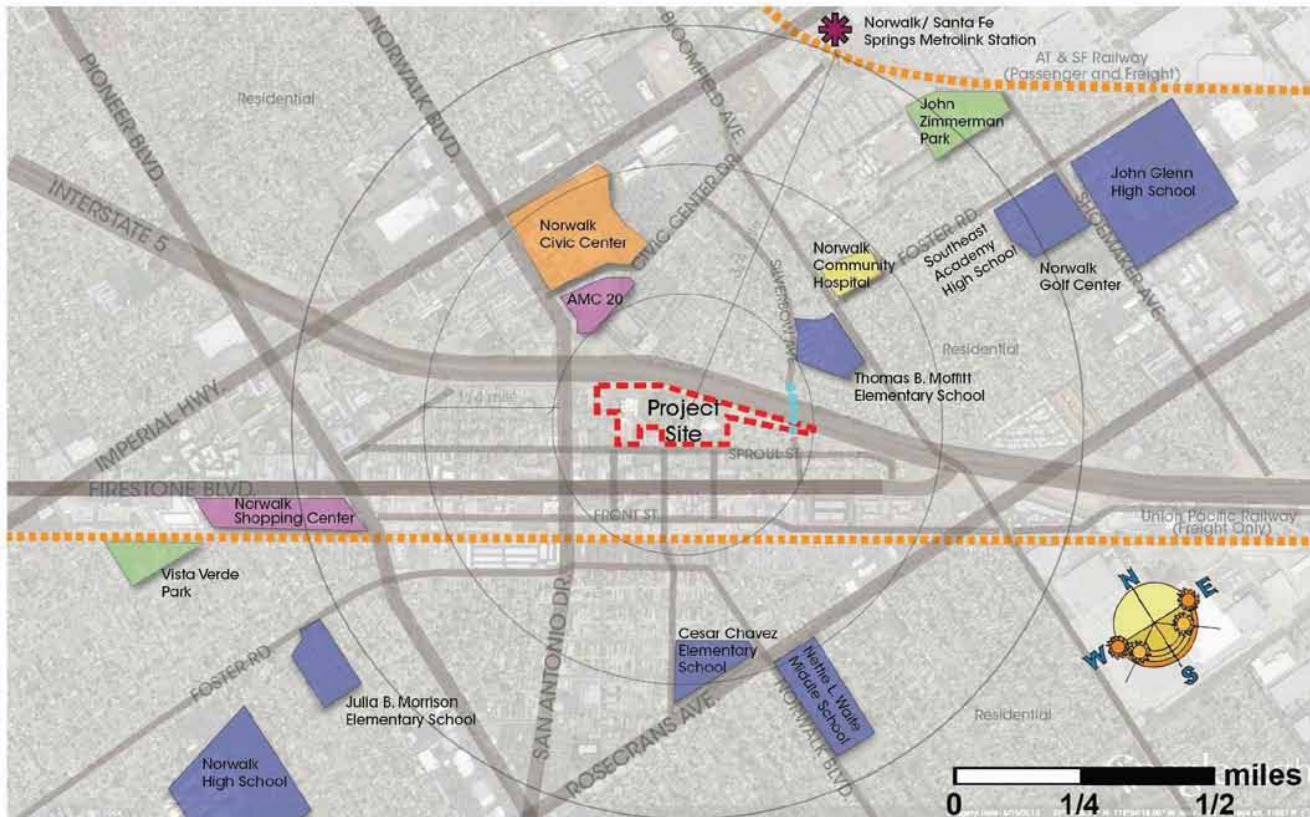 Norwalk/ Santa Fe
Springs Metrolink Station
AT & SF Railway
(Passenger and Freight)
PIONEER BLVD.
Residential
NORWALK BLVD.
BLOOMFIELD AVE.
John
Zimmerman
Park
John Glenn
High School
INTERSTATE 5
Norwalk
Civic Center
CIVIC CENTER DR.
Norwalk
Community
Hospital
FOSTER RD.
Southeast
Academy
High School
Norwalk
Golf Center
SHOEMAKER AVE.
AMC 20
SILVERBOW AVE.
Residential
Thomas B. Moffitt
Elementary School
IMPERIAL HWY.
1/4 mile
Project
Site
SPROUL ST.
FIRESTONE BLVD.
Norwalk
Shopping Center
FRONT ST.
Union Pacific Railway
(Freight Only)
Vista Verde
Park
N
E
W
S
FOSTER RD
Julia B. Morrison
Elementary School
SAN ANTONIO DR.
Cesar Chavez
Elementary
School
Nettie L. Waite
Middle School
NORWALK BLVD.
ROSECRANS AVE.
Residential
Norwalk
High School
miles
0 1/4 1/2